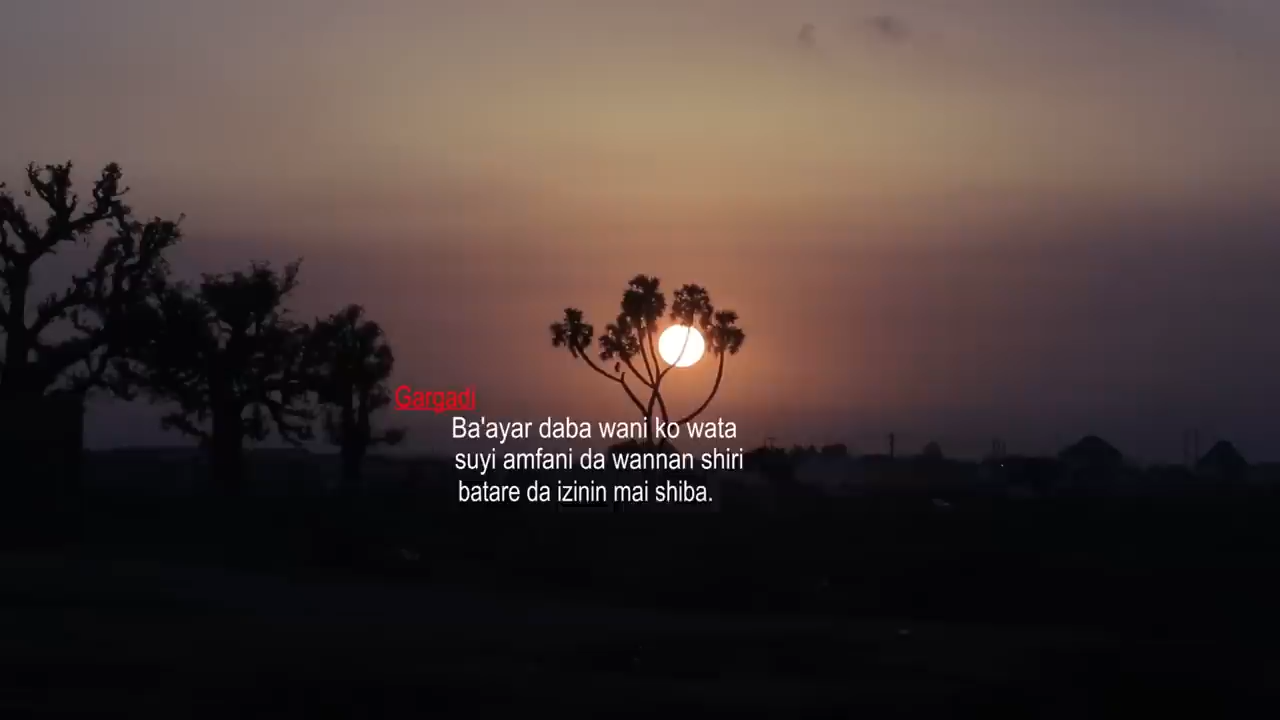 Gargadi
Ba'ayar daba wani ko wata
suyi amfani da wannan shiri
batare da izinin mai shiba.